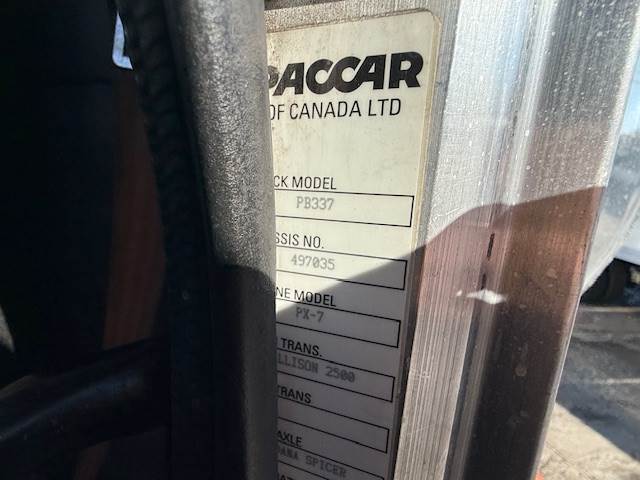 PACCAR
OF CANADA LTD
CK MODEL
PB337
SSIS NO.
497035
NE MODEL
PX-7
TRANS.
LLISON 2500
TRANS
AXLE
DANA SPICER